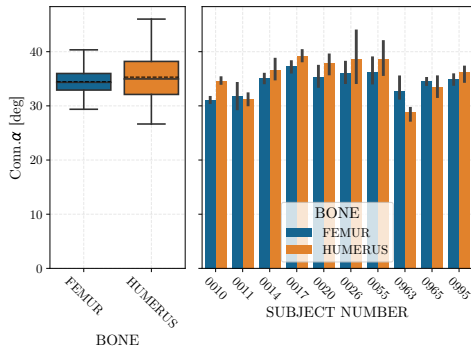 Conn.α [deg]
40
30
20
10
0
FEMUR
HUMERUS
BONE
BONE
FEMUR
HUMERUS
0010
0011
0014
0017
0020
0026
0055
0963
0965
0995
SUBJECT NUMBER